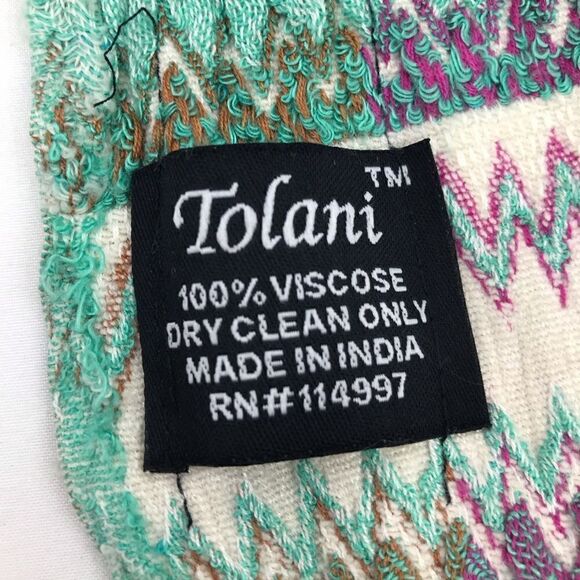 Tolani™
100% VISCOSE
DRY CLEAN ONLY
MADE IN INDIA
RN#114997